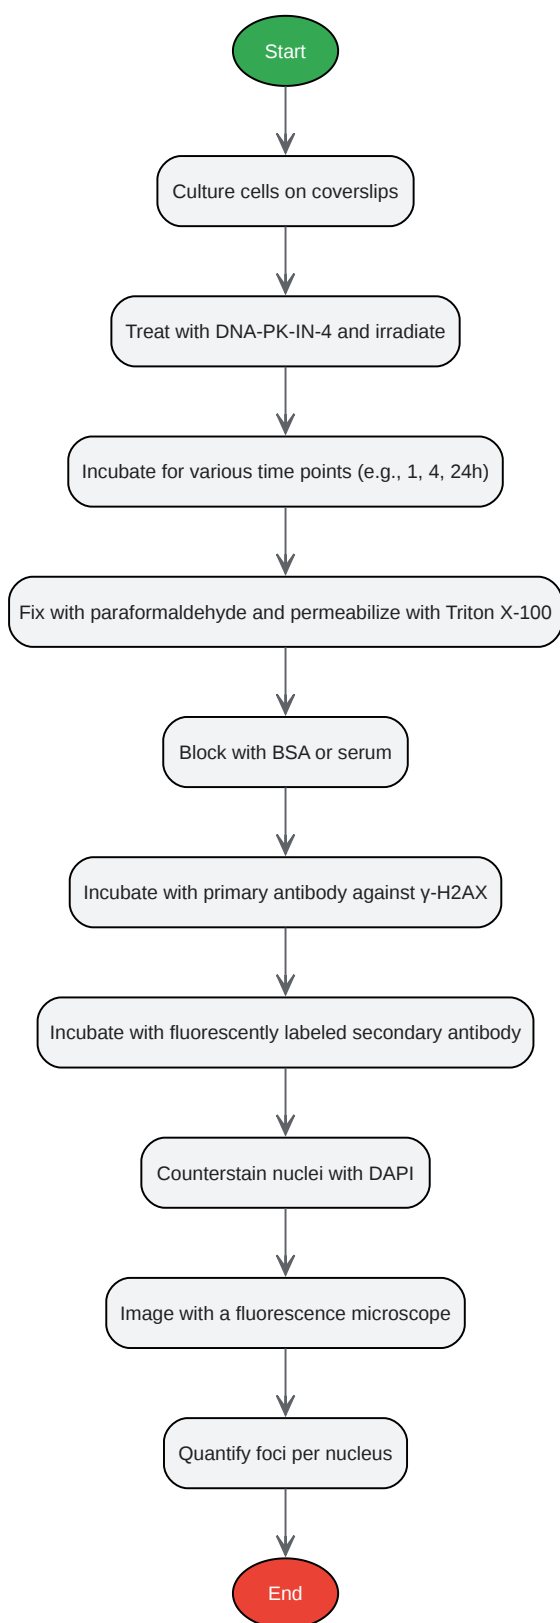 Start
Culture cells on coverslips
Treat with DNA-PK-IN-4 and irradiate
Incubate for various time points (e.g., 1, 4, 24h)
Fix with paraformaldehyde and permeabilize with Triton X-100
Block with BSA or serum
Incubate with primary antibody against γ-H2AX
Incubate with fluorescently labeled secondary antibody
Counterstain nuclei with DAPI
Image with a fluorescence microscope
Quantify foci per nucleus
End